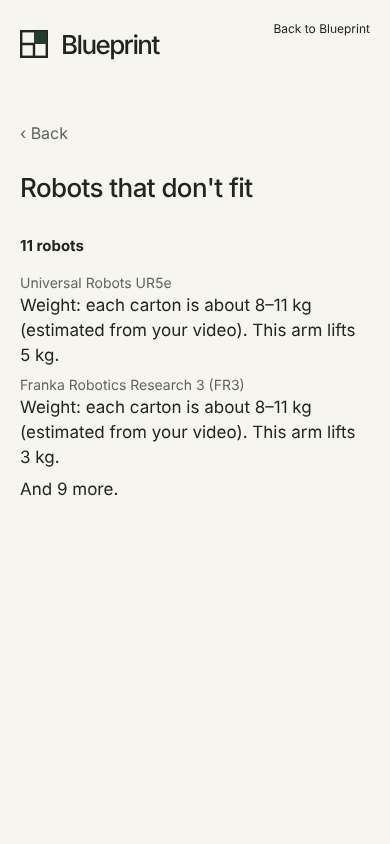 Blueprint
Back to Blueprint
‹ Back
Robots that don't fit
11 robots
Universal Robots UR5e
Weight: each carton is about 8–11 kg
(estimated from your video). This arm lifts
5 kg.
Franka Robotics Research 3 (FR3)
Weight: each carton is about 8–11 kg
(estimated from your video). This arm lifts
3 kg.
And 9 more.